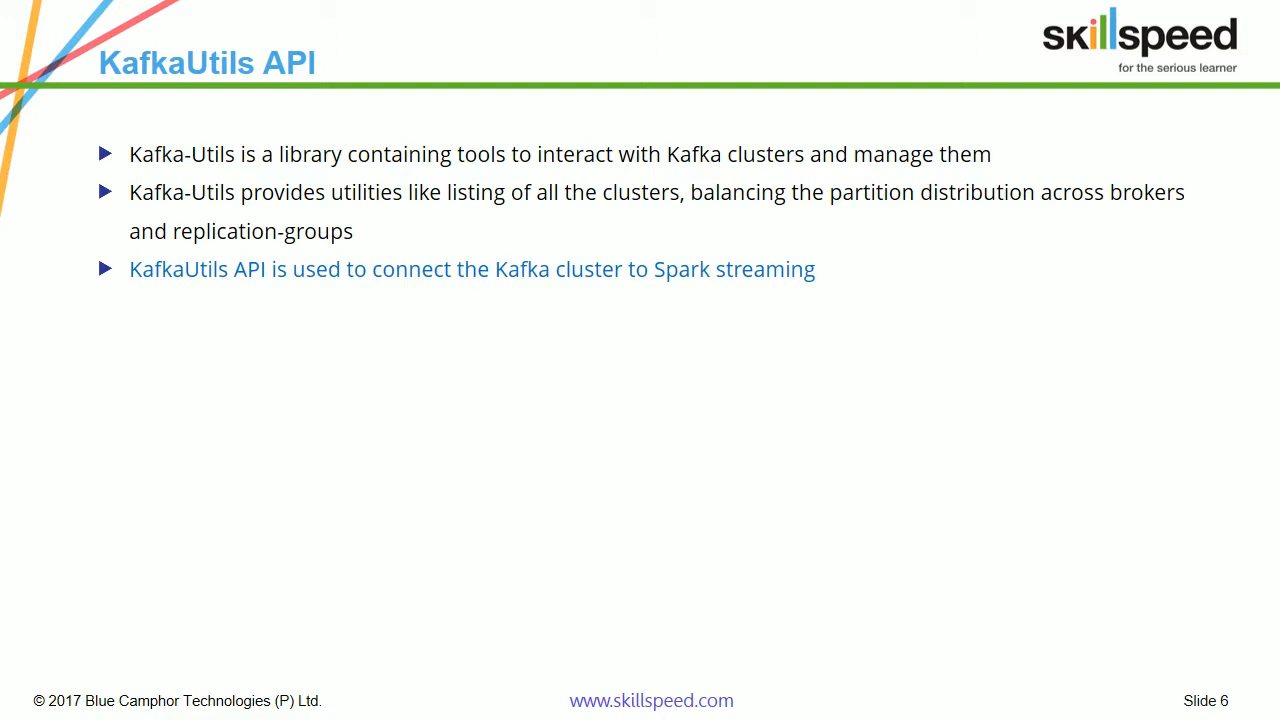 KafkaUtils API
skillspeed
for the serious learner
Kafka-Utils is a library containing tools to interact with Kafka clusters and manage them
Kafka-Utils provides utilities like listing of all the clusters, balancing the partition distribution across brokers
and replication-groups
KafkaUtils API is used to connect the Kafka cluster to Spark streaming
© 2017 Blue Camphor Technologies (P) Ltd.
www.skillspeed.com
Slide 6